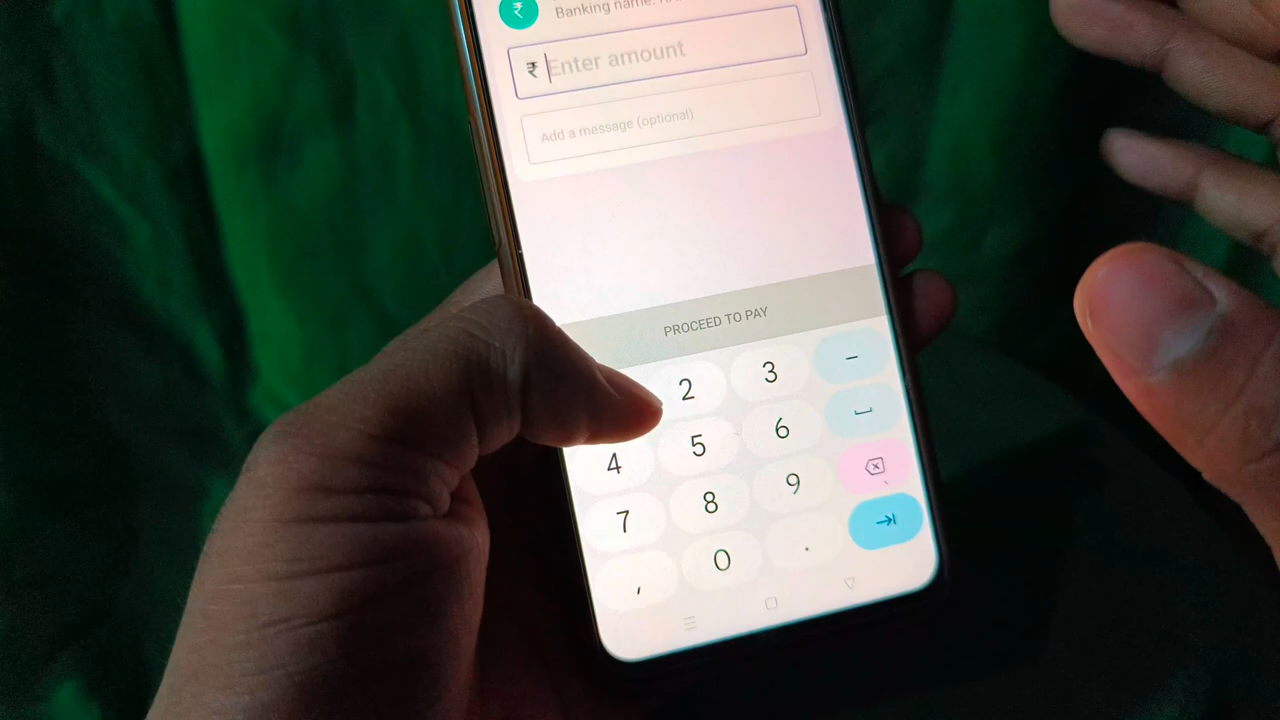 ₹
Banking name:
₹ Enter amount
Add a message (optional)
PROCEED TO PAY
2 3 -
4 5 6
7 8 9
, 0 .